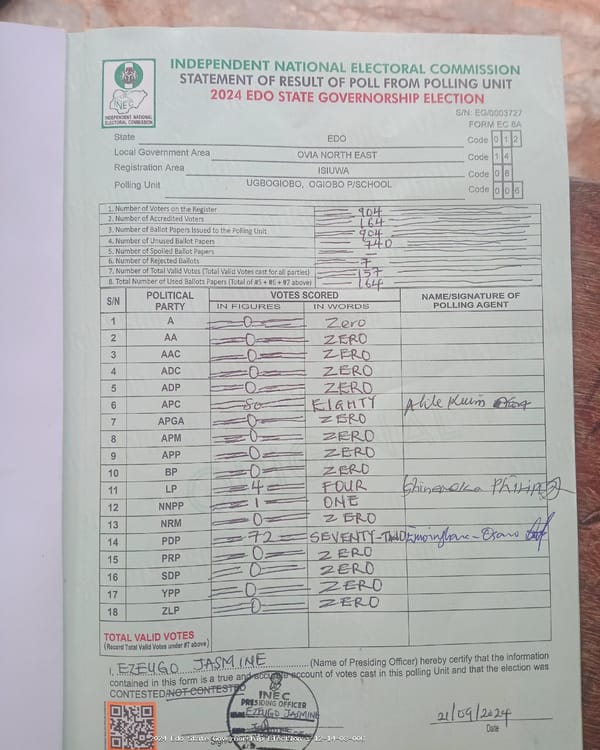 INDEPENDENT NATIONAL ELECTORAL COMMISSION
STATEMENT OF RESULT OF POLL FROM POLLING UNIT
2024 EDO STATE GOVERNORSHIP ELECTION
INEC
INDEPENDENT NATIONAL ELECTORAL COMMISSION
S/N: EG/0003727
FORM EC 8A
State EDO Code 0 1 2
Local Government Area OVIA NORTH EAST Code 1 4
Registration Area ISIUWA Code 0 8
Polling Unit UGBOGIOBO, OGIOBO P/SCHOOL Code 0 0 6
1. Number of Voters on the Register 904
2. Number of Accredited Voters 164
3. Number of Ballot Papers Issued to the Polling Unit 904
4. Number of Unused Ballot Papers 740
5. Number of Spoiled Ballot Papers —
6. Number of Rejected Ballots 7
7. Number of Total Valid Votes (Total Valid Votes cast for all parties) 157
8. Total Number of Used Ballots Papers (Total of #5 + #6 + #7 above) 164
S/N POLITICAL PARTY VOTES SCORED NAME/SIGNATURE OF POLLING AGENT
IN FIGURES IN WORDS
1 A 0 Zero
2 AA 0 ZERO
3 AAC 0 ZERO
4 ADC 0 ZERO
5 ADP 0 ZERO
6 APC 80 EIGHTY
7 APGA 0 ZERO
8 APM 0 ZERO
9 APP 0 ZERO
10 BP 0 ZERO
11 LP 4 FOUR
12 NNPP 1 ONE
13 NRM 0 ZERO
14 PDP 72 SEVENTY-TWO
15 PRP 0 ZERO
16 SDP 0 ZERO
17 YPP 0 ZERO
18 ZLP 0 ZERO
TOTAL VALID VOTES
(Record Total Valid Votes under #7 above)
I, EZEUGO JASMINE (Name of Presiding Officer) hereby certify that the information
contained in this form is a true and accurate account of votes cast in this polling Unit and that the election was
CONTESTED/NOT CONTESTED
INEC
PRESIDING OFFICER
EZEUGO JASMINE
21/09/2024
Date
2024 Edo State Governorship Election